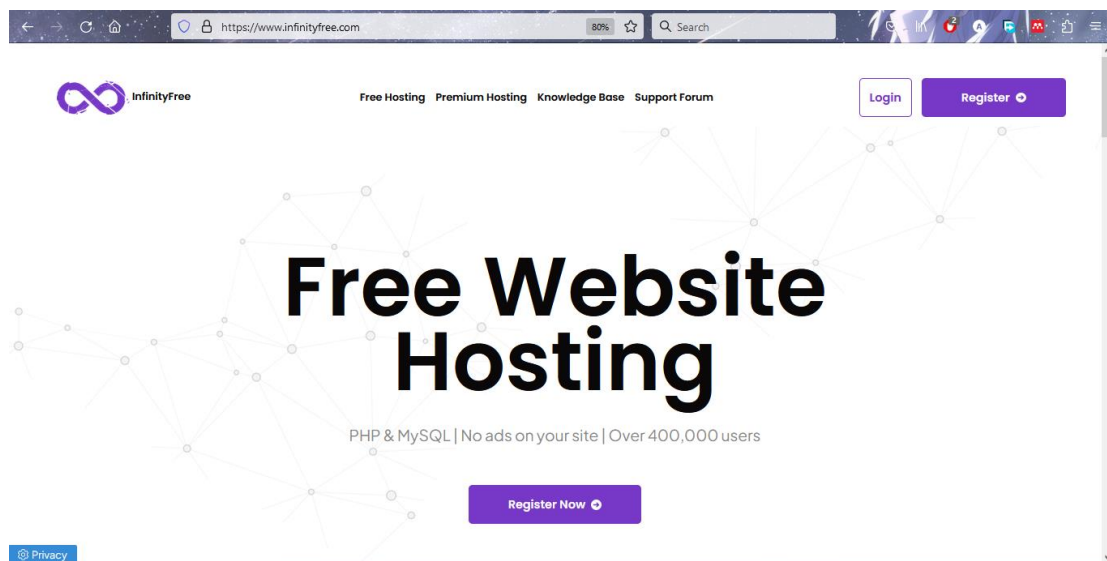 https://www.infinityfree.com
80%
Search
2
InfinityFree
Free Hosting Premium Hosting Knowledge Base Support Forum
Login
Register
Free Website
Hosting
PHP & MySQL | No ads on your site | Over 400,000 users
Register Now
Privacy